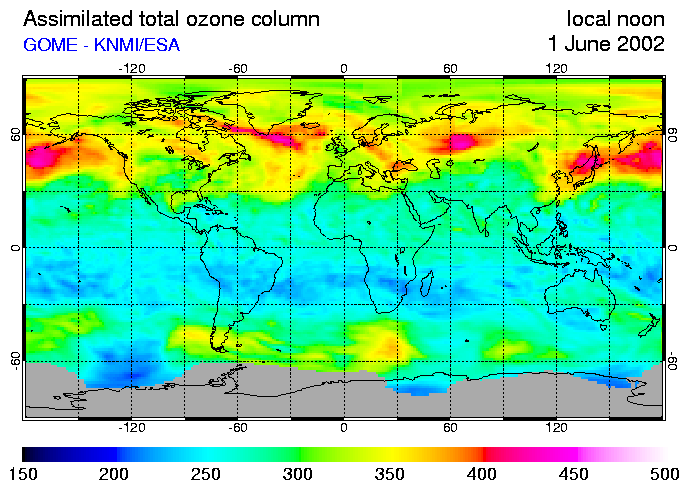 Assimilated total ozone column
local noon
GOME - KNMI/ESA
1 June 2002
-120 -60 0 60 120
60 60
0 0
-60 -60
-120 -60 0 60 120
150 200 250 300 350 400 450 500